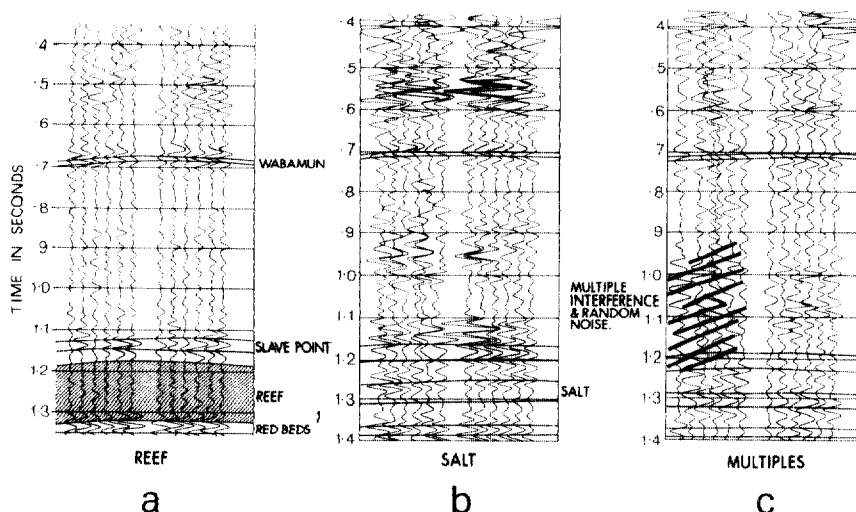 TIME IN SECONDS
·4
·5
·6
·7
·8
·9
1·0
1·1
1·2
1·3
WABAMUN
SLAVE POINT
REEF
RED BEDS
REEF
a
·4
·5
·6
·7
·8
·9
1·0
1·1
1·2
1·3
1·4
SALT
SALT
b
MULTIPLE
INTERFERENCE
& RANDOM
NOISE.
·4
·5
·6
·7
·8
·9
1·0
1·1
1·2
1·3
1·4
MULTIPLES
c